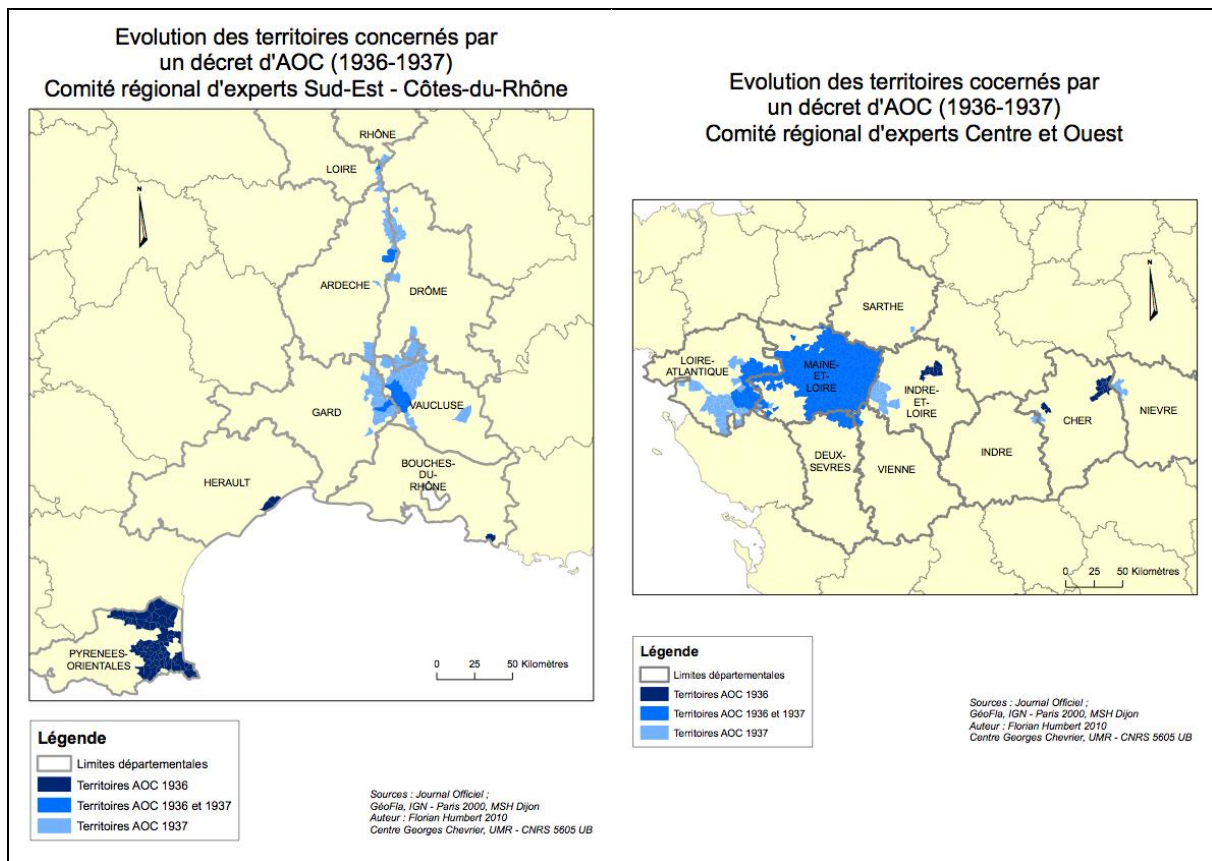 Evolution des territoires concernés par
un décret d'AOC (1936-1937)
Comité régional d'experts Sud-Est - Côtes-du-Rhône
RHÔNE
LOIRE
N
ARDECHE
DRÔME
GARD
VAUCLUSE
BOUCHES-
DU-
RHÔNE
HERAULT
PYRENEES-
ORIENTALES
0 25 50 Kilomètres
Légende
Limites départementales
Territoires AOC 1936
Territoires AOC 1936 et 1937
Territoires AOC 1937
Sources : Journal Officiel ;
GéoFla, IGN - Paris 2000, MSH Dijon
Auteur : Florian Humbert 2010
Centre Georges Chevrier, UMR - CNRS 5605 UB
Evolution des territoires cocernés par
un décret d'AOC (1936-1937)
Comité régional d'experts Centre et Ouest
N
SARTHE
LOIRE-
ATLANTIQUE
MAINE-
ET-
LOIRE
INDRE-
ET-
LOIRE
CHER
NIEVRE
DEUX-
SEVRES
VIENNE
INDRE
0 25 50 Kilomètres
Légende
Limites départementales
Territoires AOC 1936
Territoires AOC 1936 et 1937
Territoires AOC 1937
Sources : Journal Officiel ;
GéoFla, IGN - Paris 2000, MSH Dijon
Auteur : Florian Humbert 2010
Centre Georges Chevrier, UMR - CNRS 5605 UB